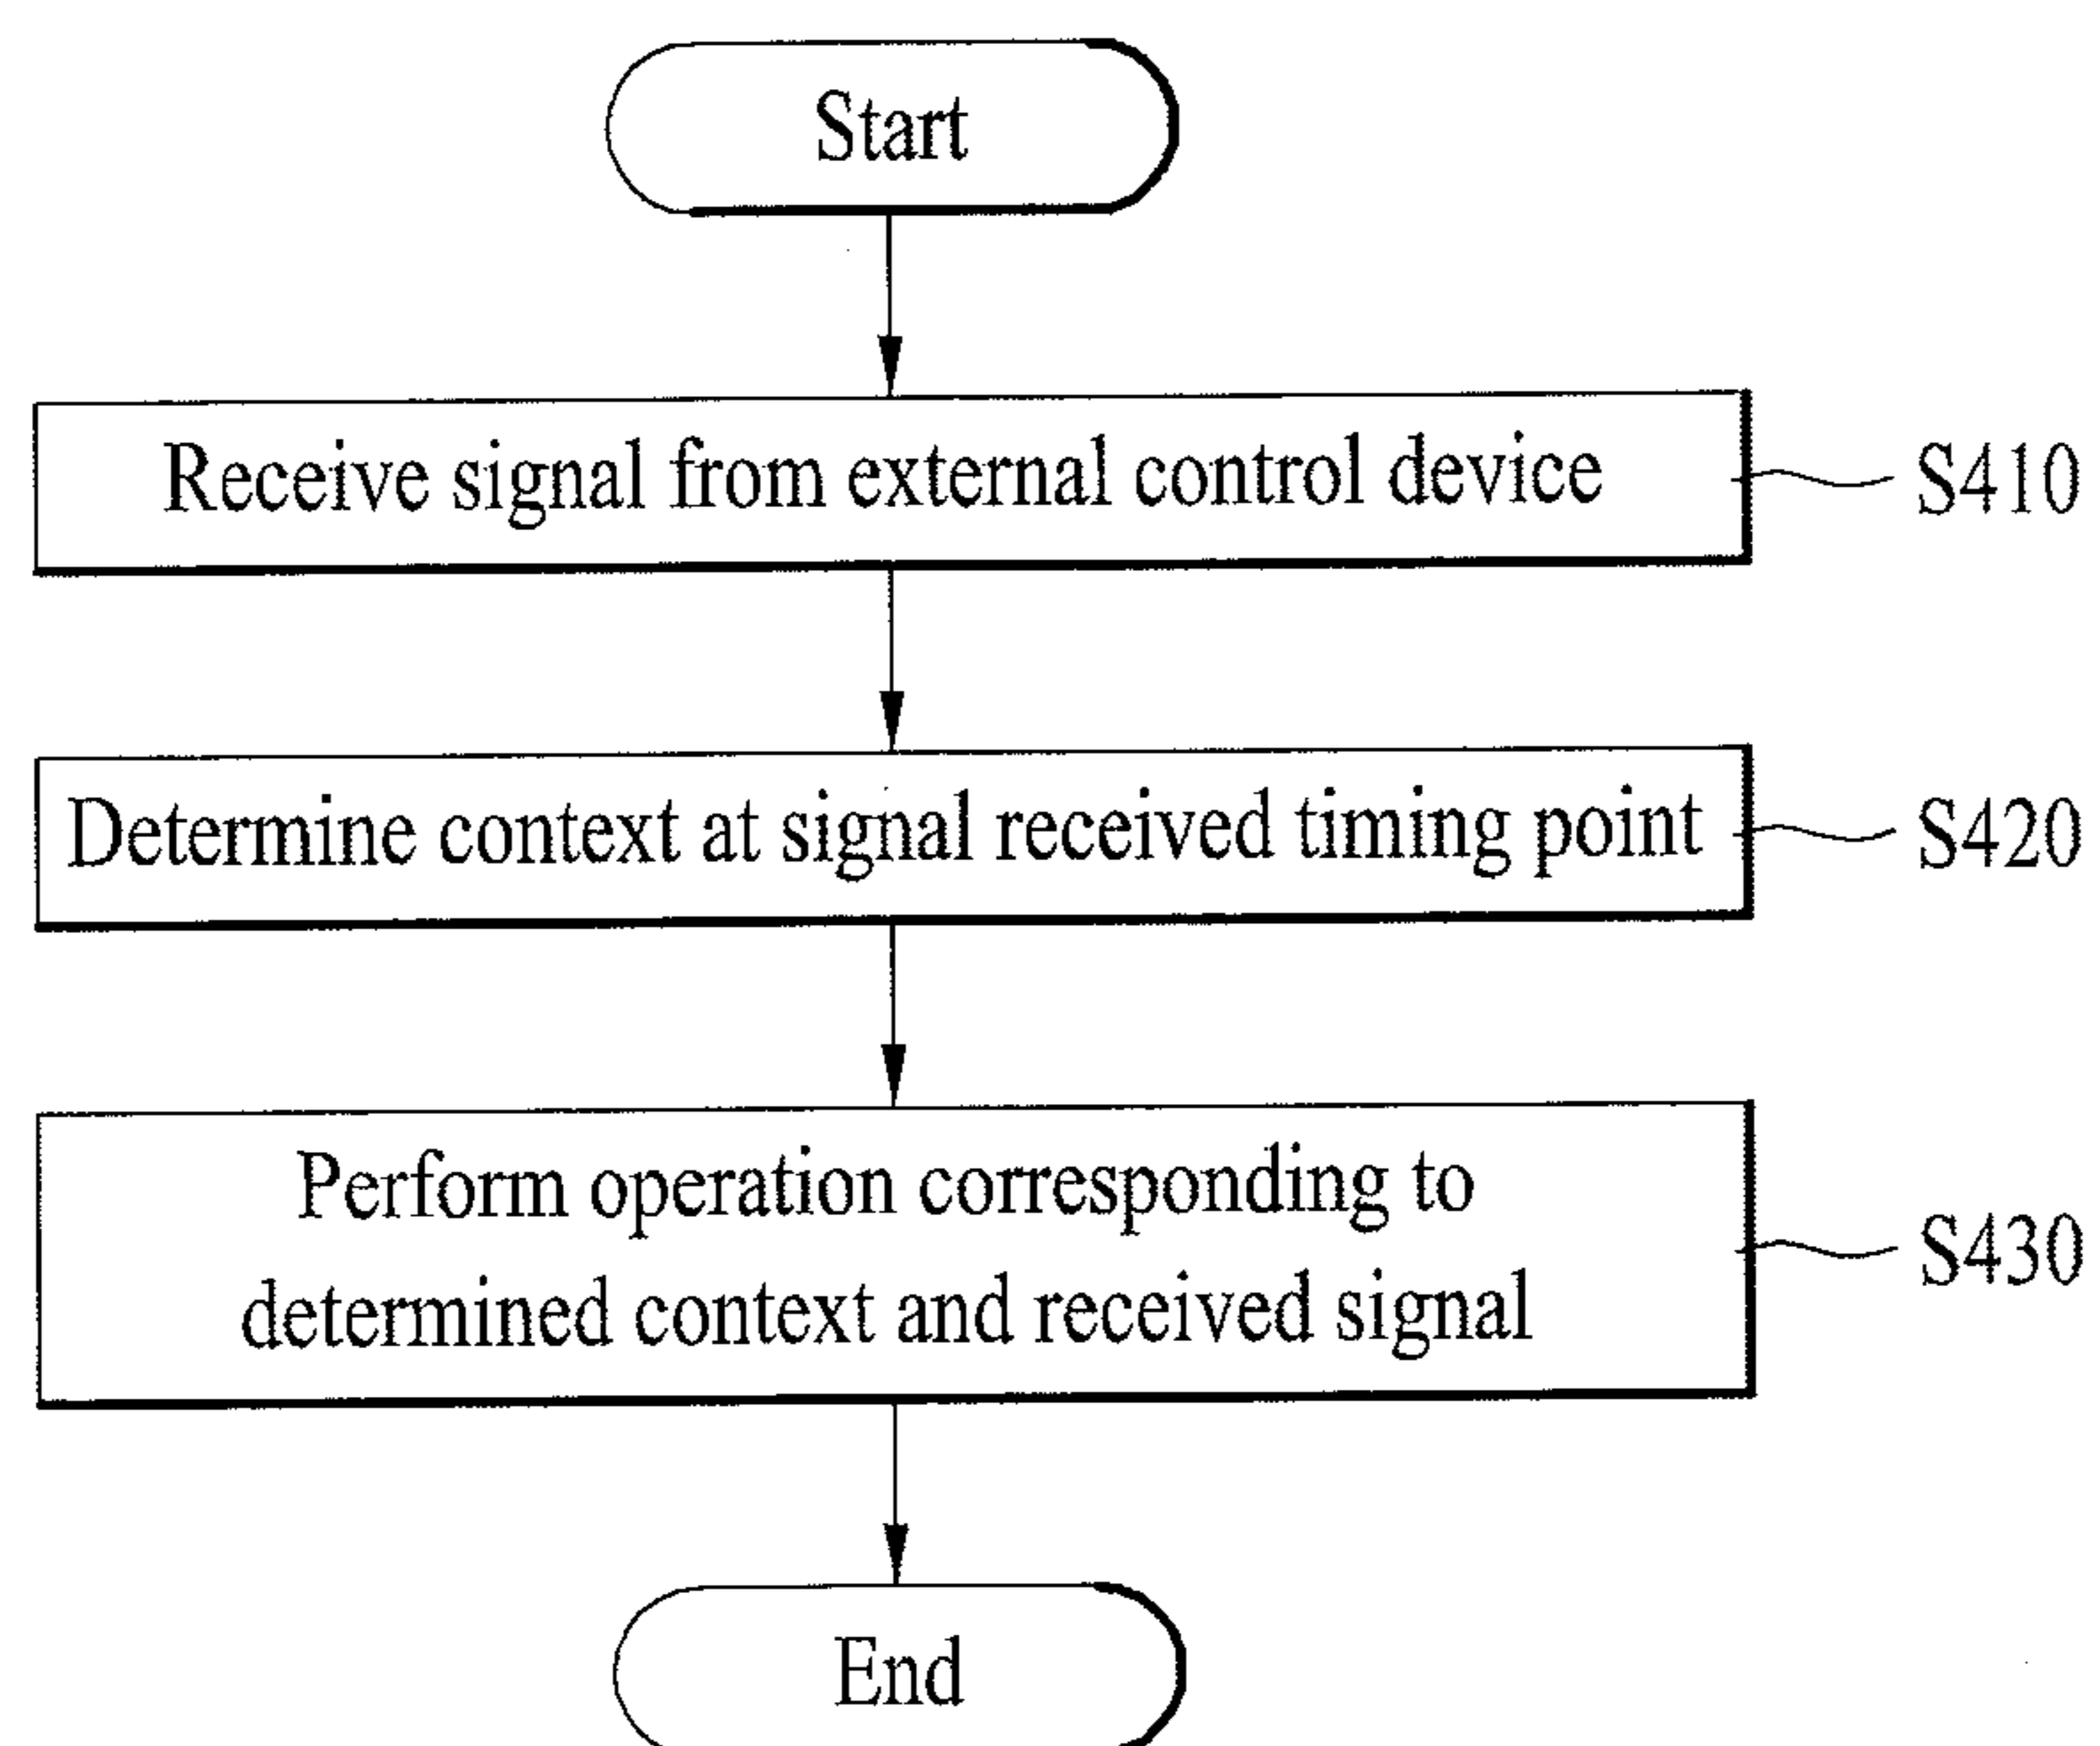 Start
Receive signal from external control device
S410
Determine context at signal received timing point
S420
Perform operation corresponding to
determined context and received signal
S430
End